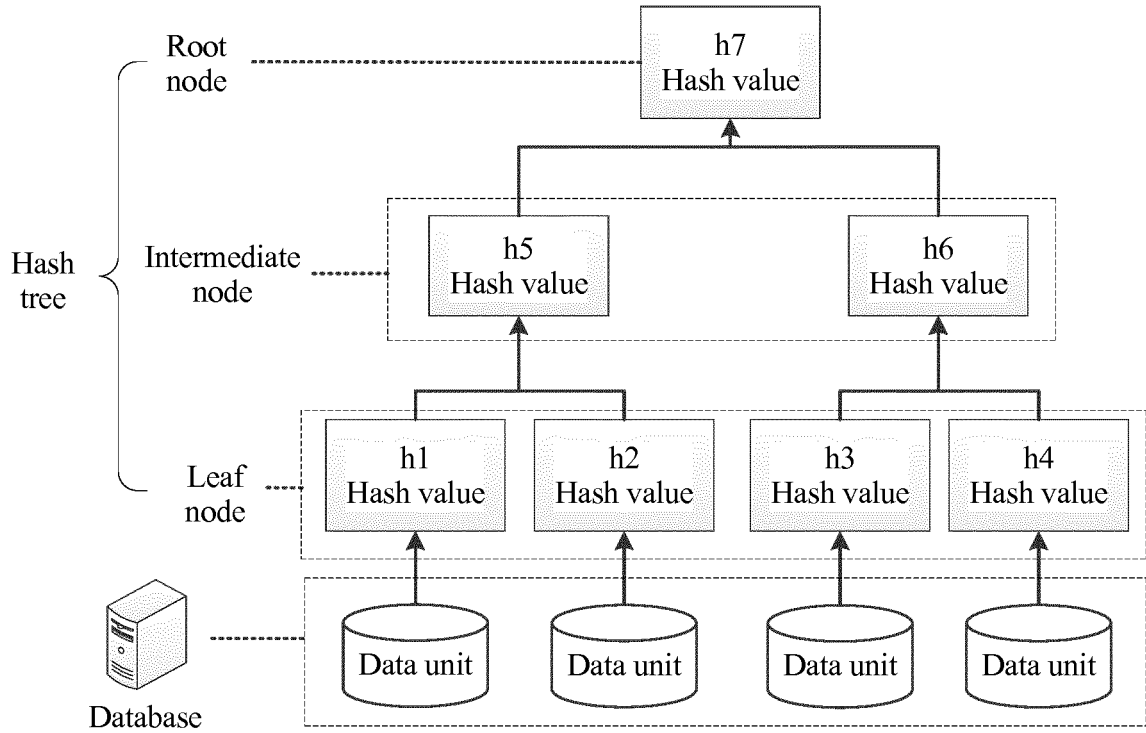 Root
node
h7
Hash value
Hash
tree
Intermediate
node
h5
Hash value
h6
Hash value
Leaf
node
h1
Hash value
h2
Hash value
h3
Hash value
h4
Hash value
Database
Data unit
Data unit
Data unit
Data unit